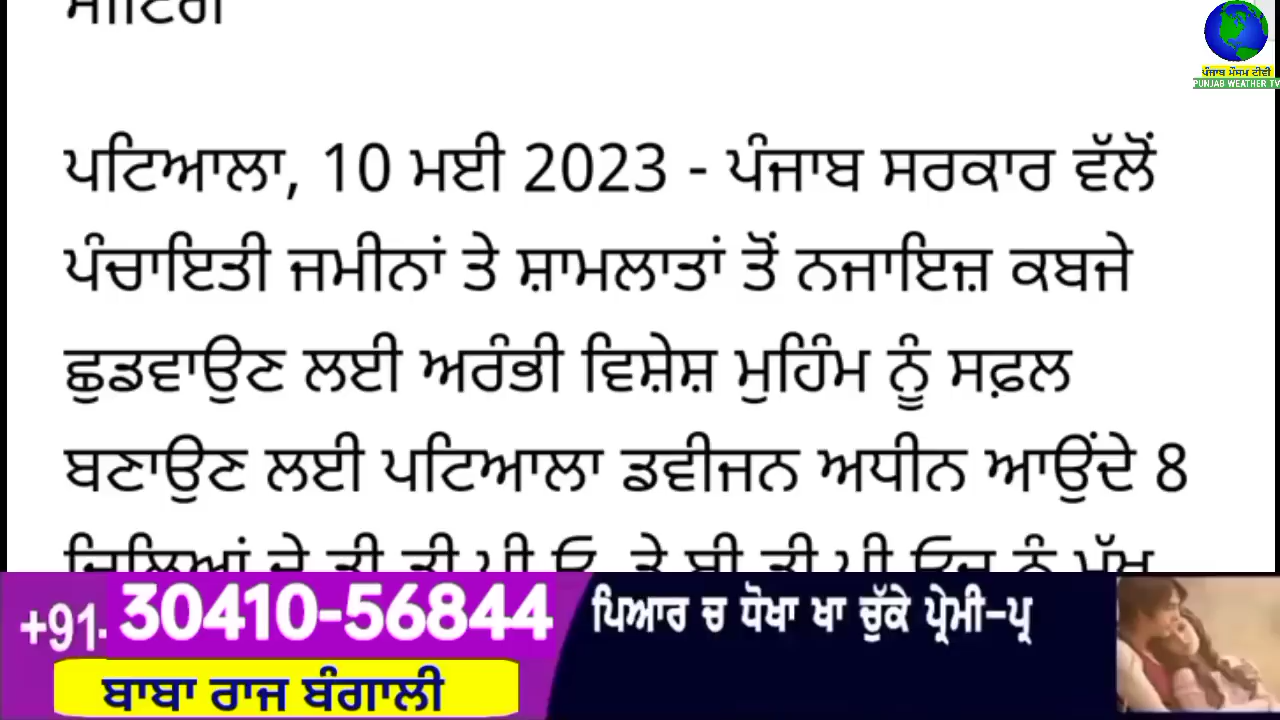 ਮੀਟਿੰਗ
ਪੰਜਾਬ ਮੌਸਮ ਟੀਵੀ
PUNJAB WEATHER TV
ਪਟਿਆਲਾ, 10 ਮਈ 2023 - ਪੰਜਾਬ ਸਰਕਾਰ ਵੱਲੋਂ
ਪੰਚਾਇਤੀ ਜਮੀਨਾਂ ਤੇ ਸ਼ਾਮਲਾਤਾਂ ਤੋਂ ਨਜਾਇਜ਼ ਕਬਜੇ
ਛੁਡਵਾਉਣ ਲਈ ਅਰੰਭੀ ਵਿਸ਼ੇਸ਼ ਮੁਹਿੰਮ ਨੂੰ ਸਫ਼ਲ
ਬਣਾਉਣ ਲਈ ਪਟਿਆਲਾ ਡਵੀਜਨ ਅਧੀਨ ਆਉਂਦੇ 8
ਜ਼ਿਲਿਆਂ ਦੇ ਡੀ.ਡੀ.ਪੀ.ਓ. ਤੇ ਬੀ.ਡੀ.ਪੀ.ਓਜ਼ ਨੂੰ ਮੁੱਖ
+91- 30410-56844
ਬਾਬਾ ਰਾਜ ਬੰਗਾਲੀ
ਪਿਆਰ ਚ ਧੋਖਾ ਖਾ ਚੁੱਕੇ ਪ੍ਰੇਮੀ-ਪ੍ਰ